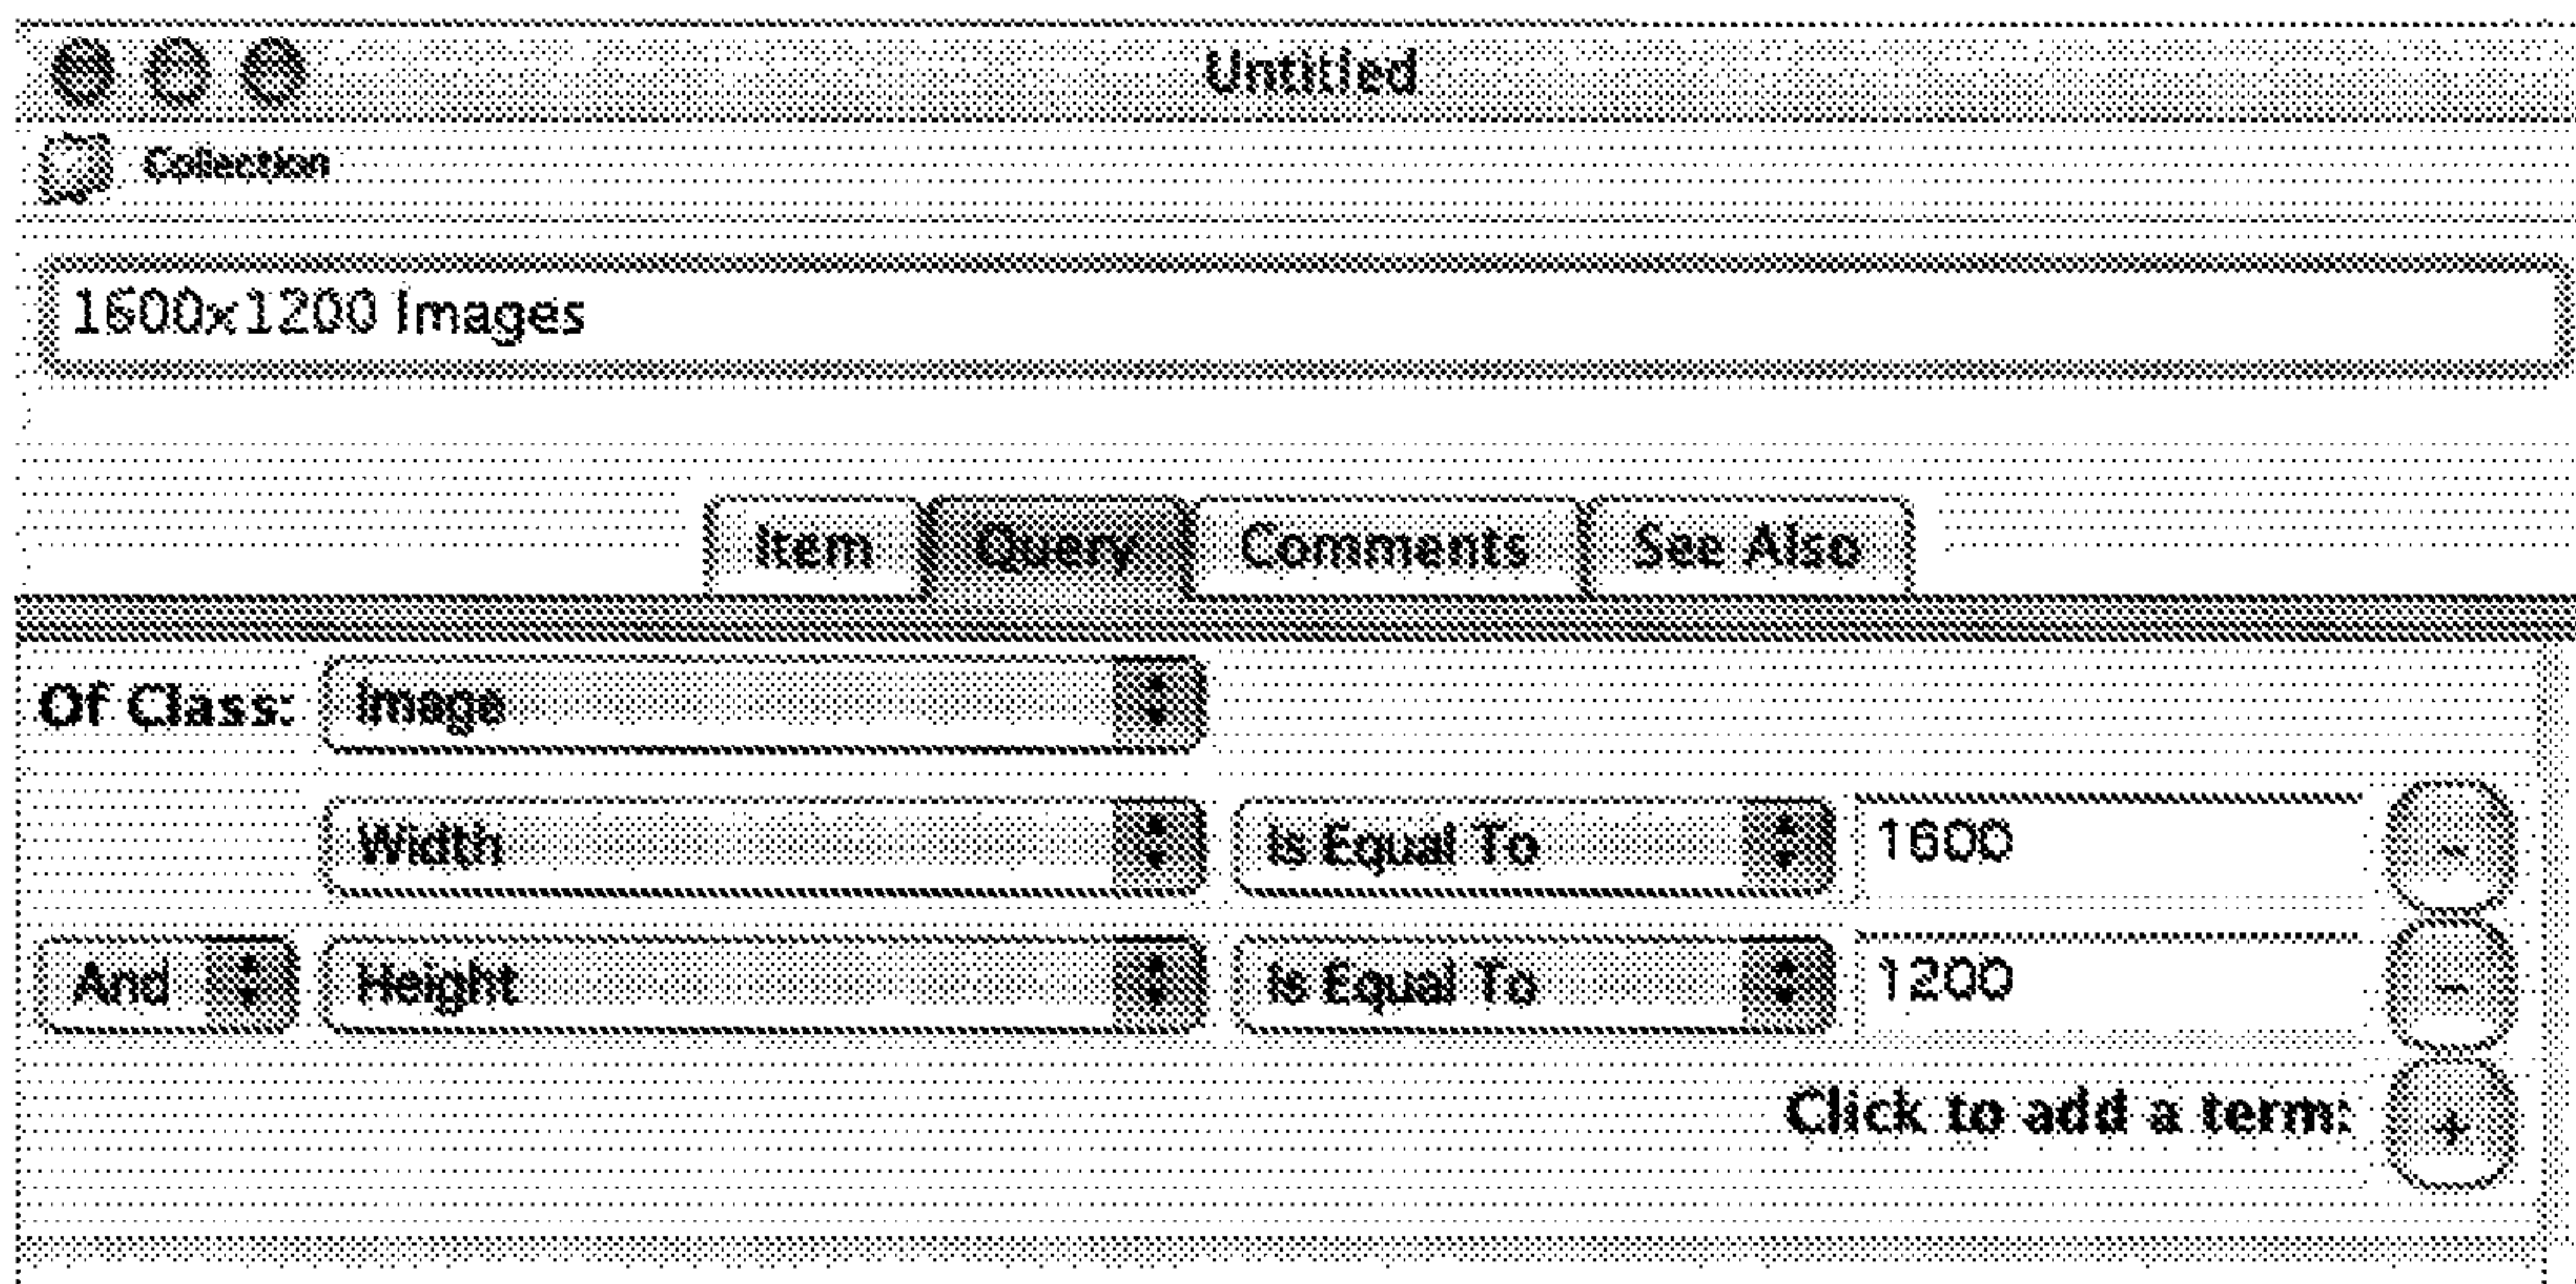 Untitled
Collection
1600x1200 Images
Item Query Comments See Also
Of Class: Image
Width Is Equal To 1600 -
And Height Is Equal To 1200 -
Click to add a term: +